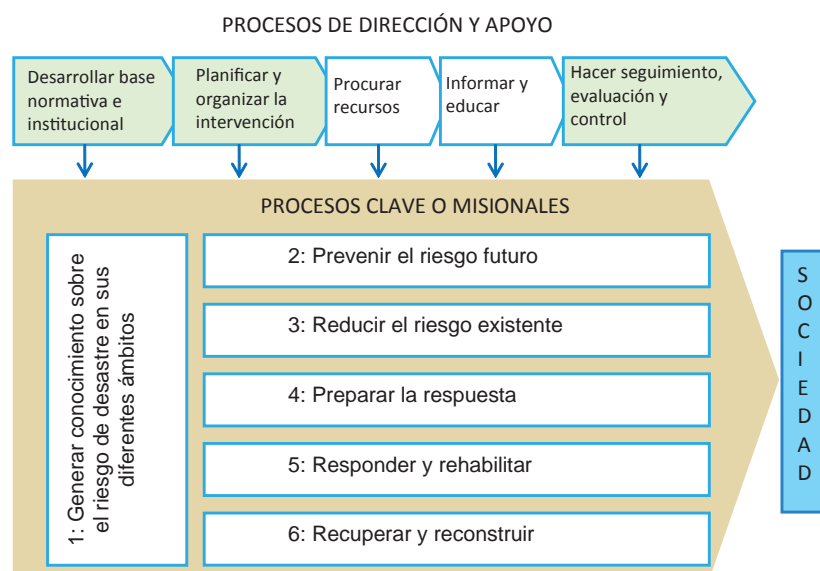 PROCESOS DE DIRECCIÓN Y APOYO
Desarrollar base
normativa e
institucional
Planificar y
organizar la
intervención
Procurar
recursos
Informar y
educar
Hacer seguimiento,
evaluación y
control
PROCESOS CLAVE O MISIONALES
1: Generar conocimiento sobre
el riesgo de desastre en sus
diferentes ámbitos
2: Prevenir el riesgo futuro
3: Reducir el riesgo existente
4: Preparar la respuesta
5: Responder y rehabilitar
6: Recuperar y reconstruir
S
O
C
I
E
D
A
D